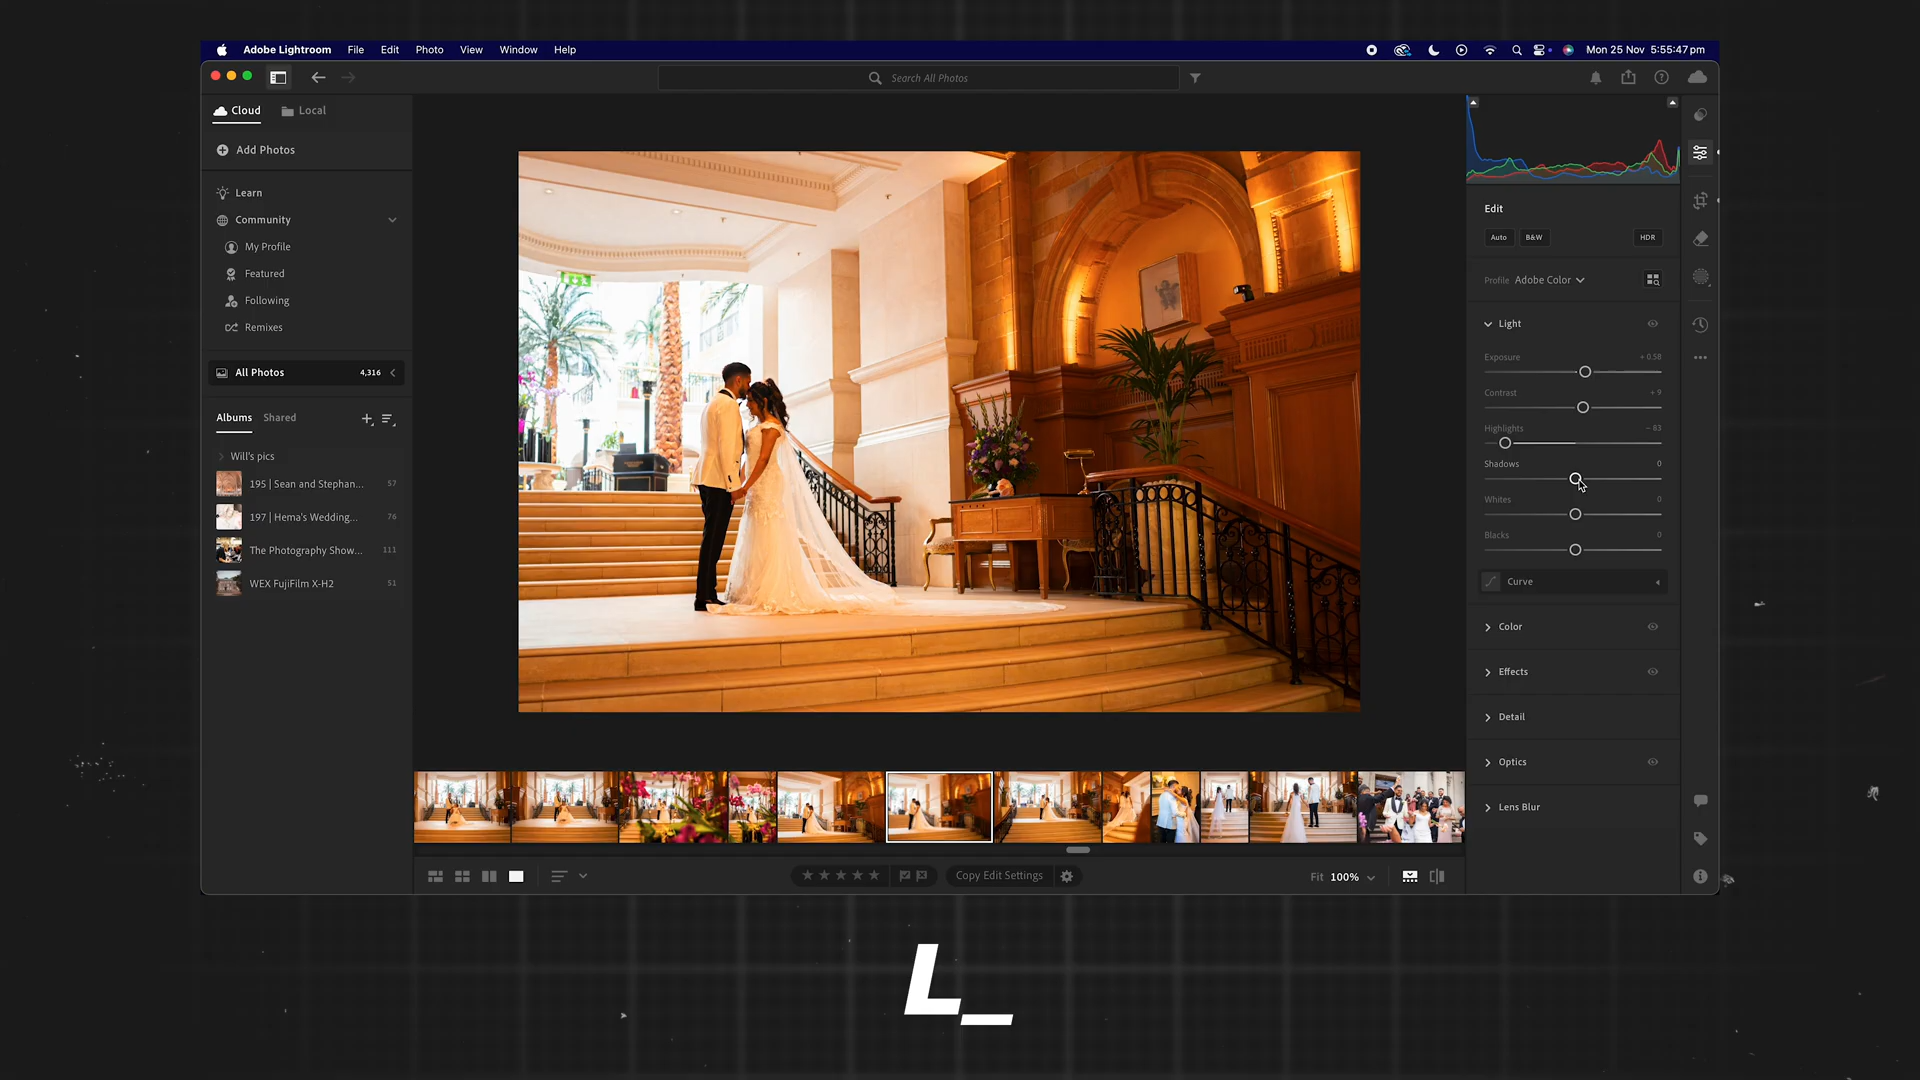 Adobe Lightroom File Edit Photo View Window Help Mon 25 Nov 5:55:47 pm
Search All Photos
Cloud Local
Add Photos
Learn
Community
My Profile
Featured
Following
Remixes
All Photos 4,316
Albums Shared
Will's pics
195 | Sean and Stephan... 57
197 | Hema's Wedding... 76
The Photography Show... 111
WEX FujiFilm X-H2 51
Edit
Auto B&W HDR
Profile Adobe Color
Light
Exposure + 0.58
Contrast + 9
Highlights − 83
Shadows 0
Whites 0
Blacks 0
Curve
Color
Effects
Detail
Optics
Lens Blur
Copy Edit Settings
Fit 100%
L_